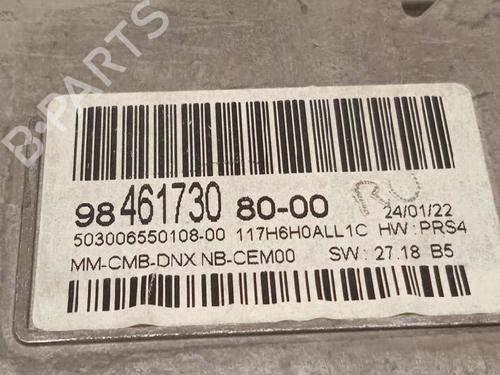 B-PARTS
98 461730 80-00
RU
24/01/22
503006550108-00 117H6H0ALL1C HW:PRS4
MM-CMB-DNX NB-CEM00 SW:27.18 B5